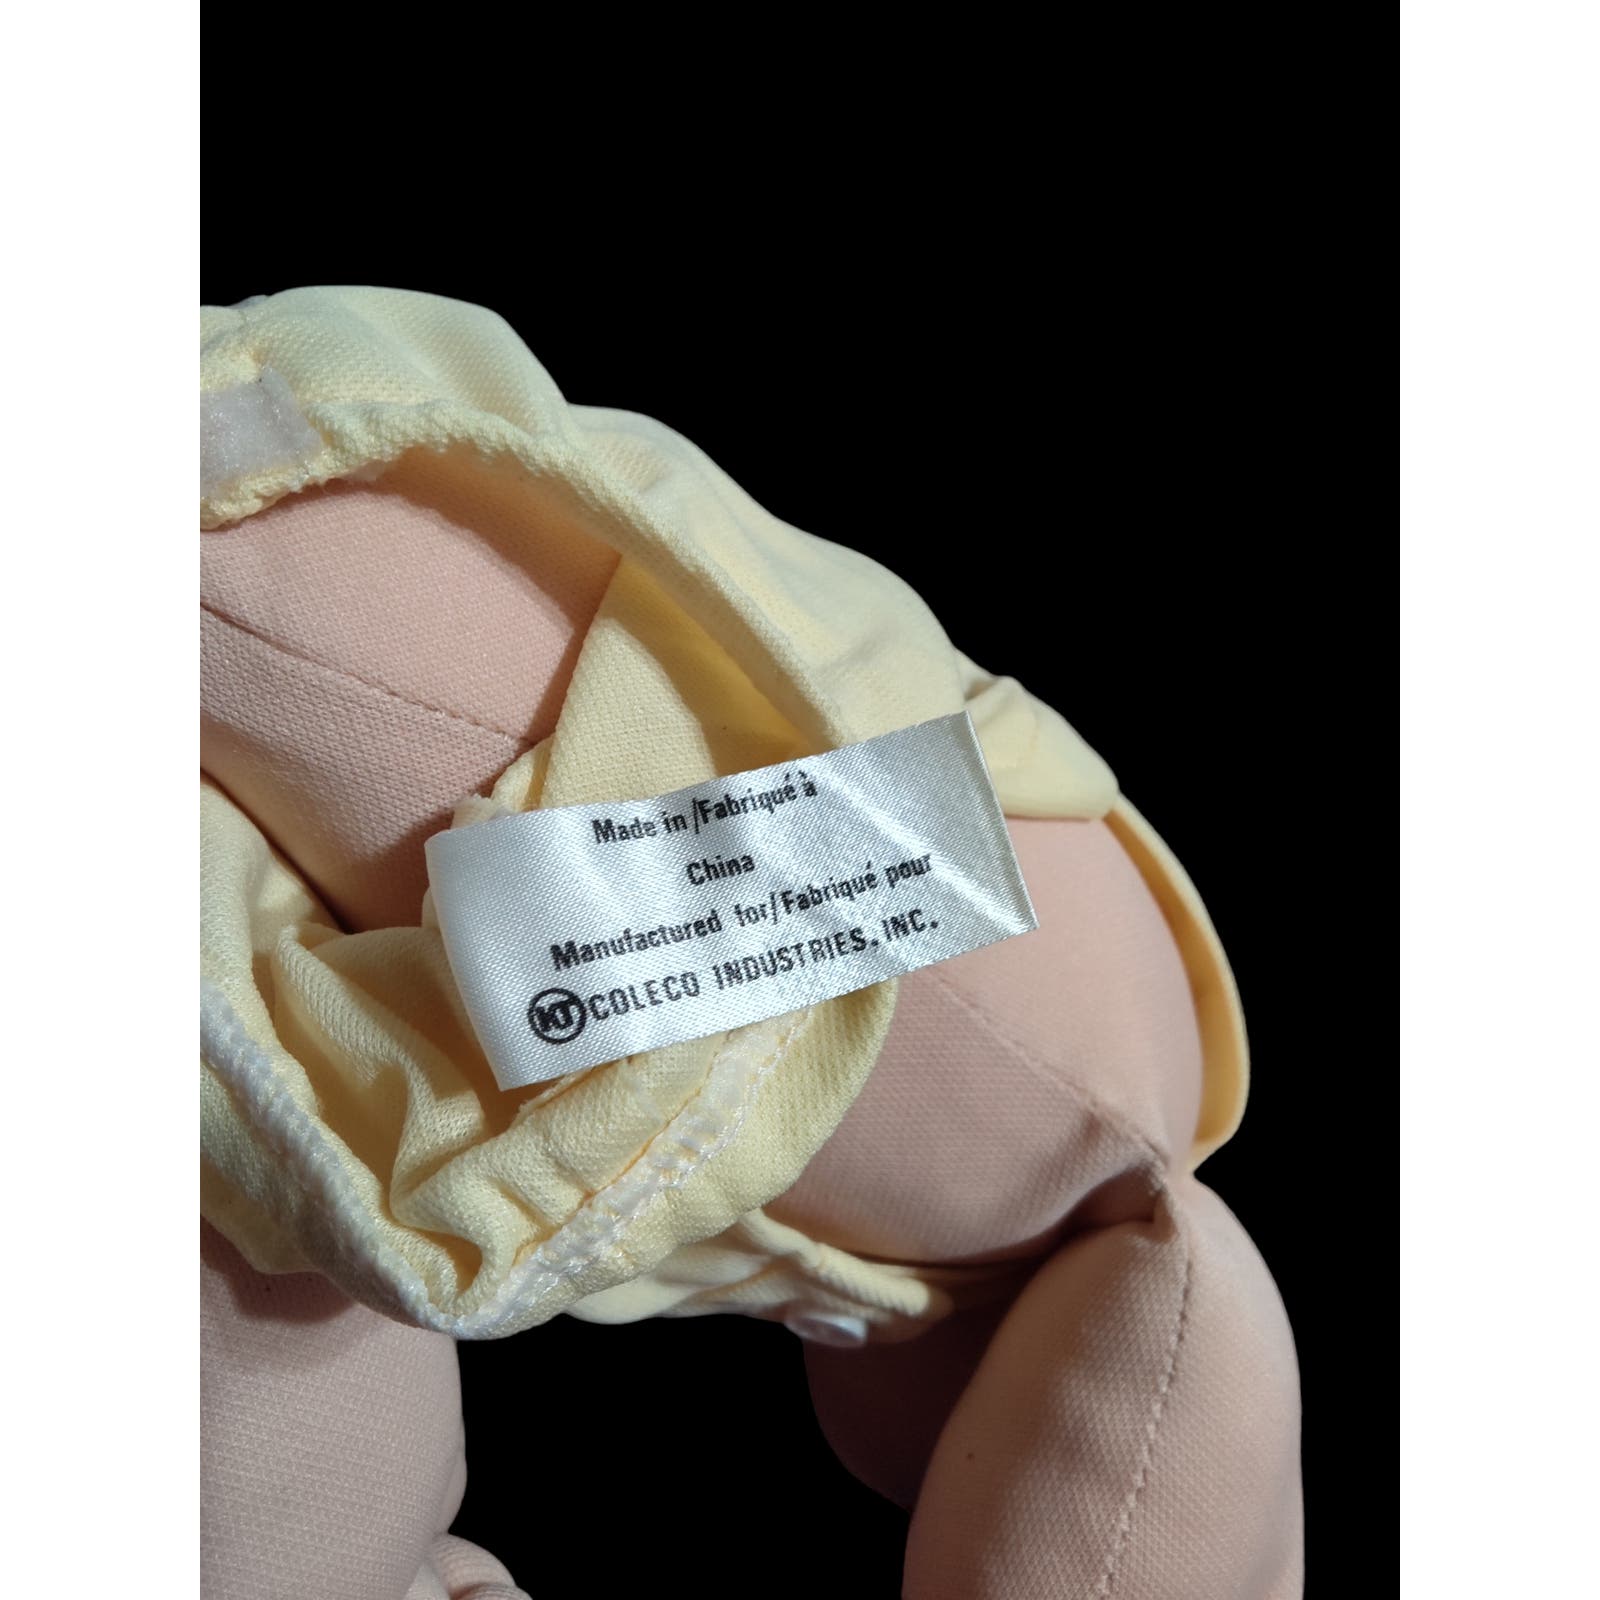 Made in/Fabriqué à
China
Manufactured for/Fabriqué pour
KT COLECO INDUSTRIES, INC.